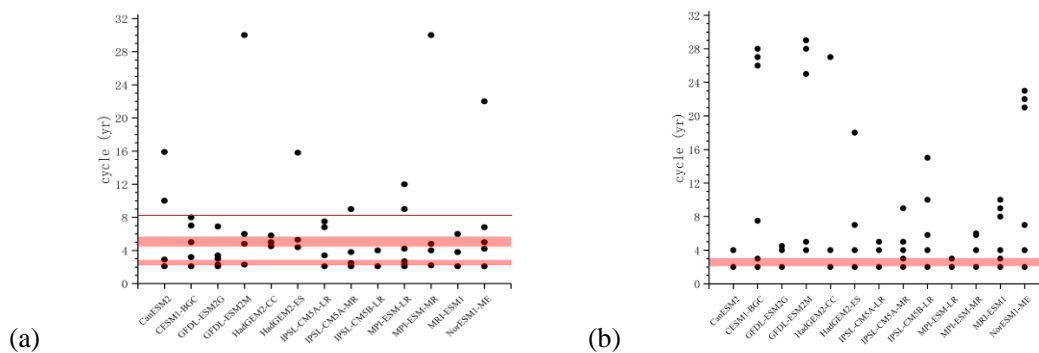 32
28
24
20
16
12
8
4
0
cycle (yr)
CanESM2
CESM1-BGC
GFDL-ESM2G
GFDL-ESM2M
HadGEM2-CC
HadGEM2-ES
IPSL-CM5A-LR
IPSL-CM5A-MR
IPSL-CM5B-LR
MPI-ESM-LR
MPI-ESM-MR
MRI-ESM1
NorESM1-ME
(a)
32
28
24
20
16
12
8
4
0
cycle (yr)
CanESM2
CESM1-BGC
GFDL-ESM2G
GFDL-ESM2M
HadGEM2-CC
HadGEM2-ES
IPSL-CM5A-LR
IPSL-CM5A-MR
IPSL-CM5B-LR
MPI-ESM-LR
MPI-ESM-MR
MRI-ESM1
NorESM1-ME
(b)